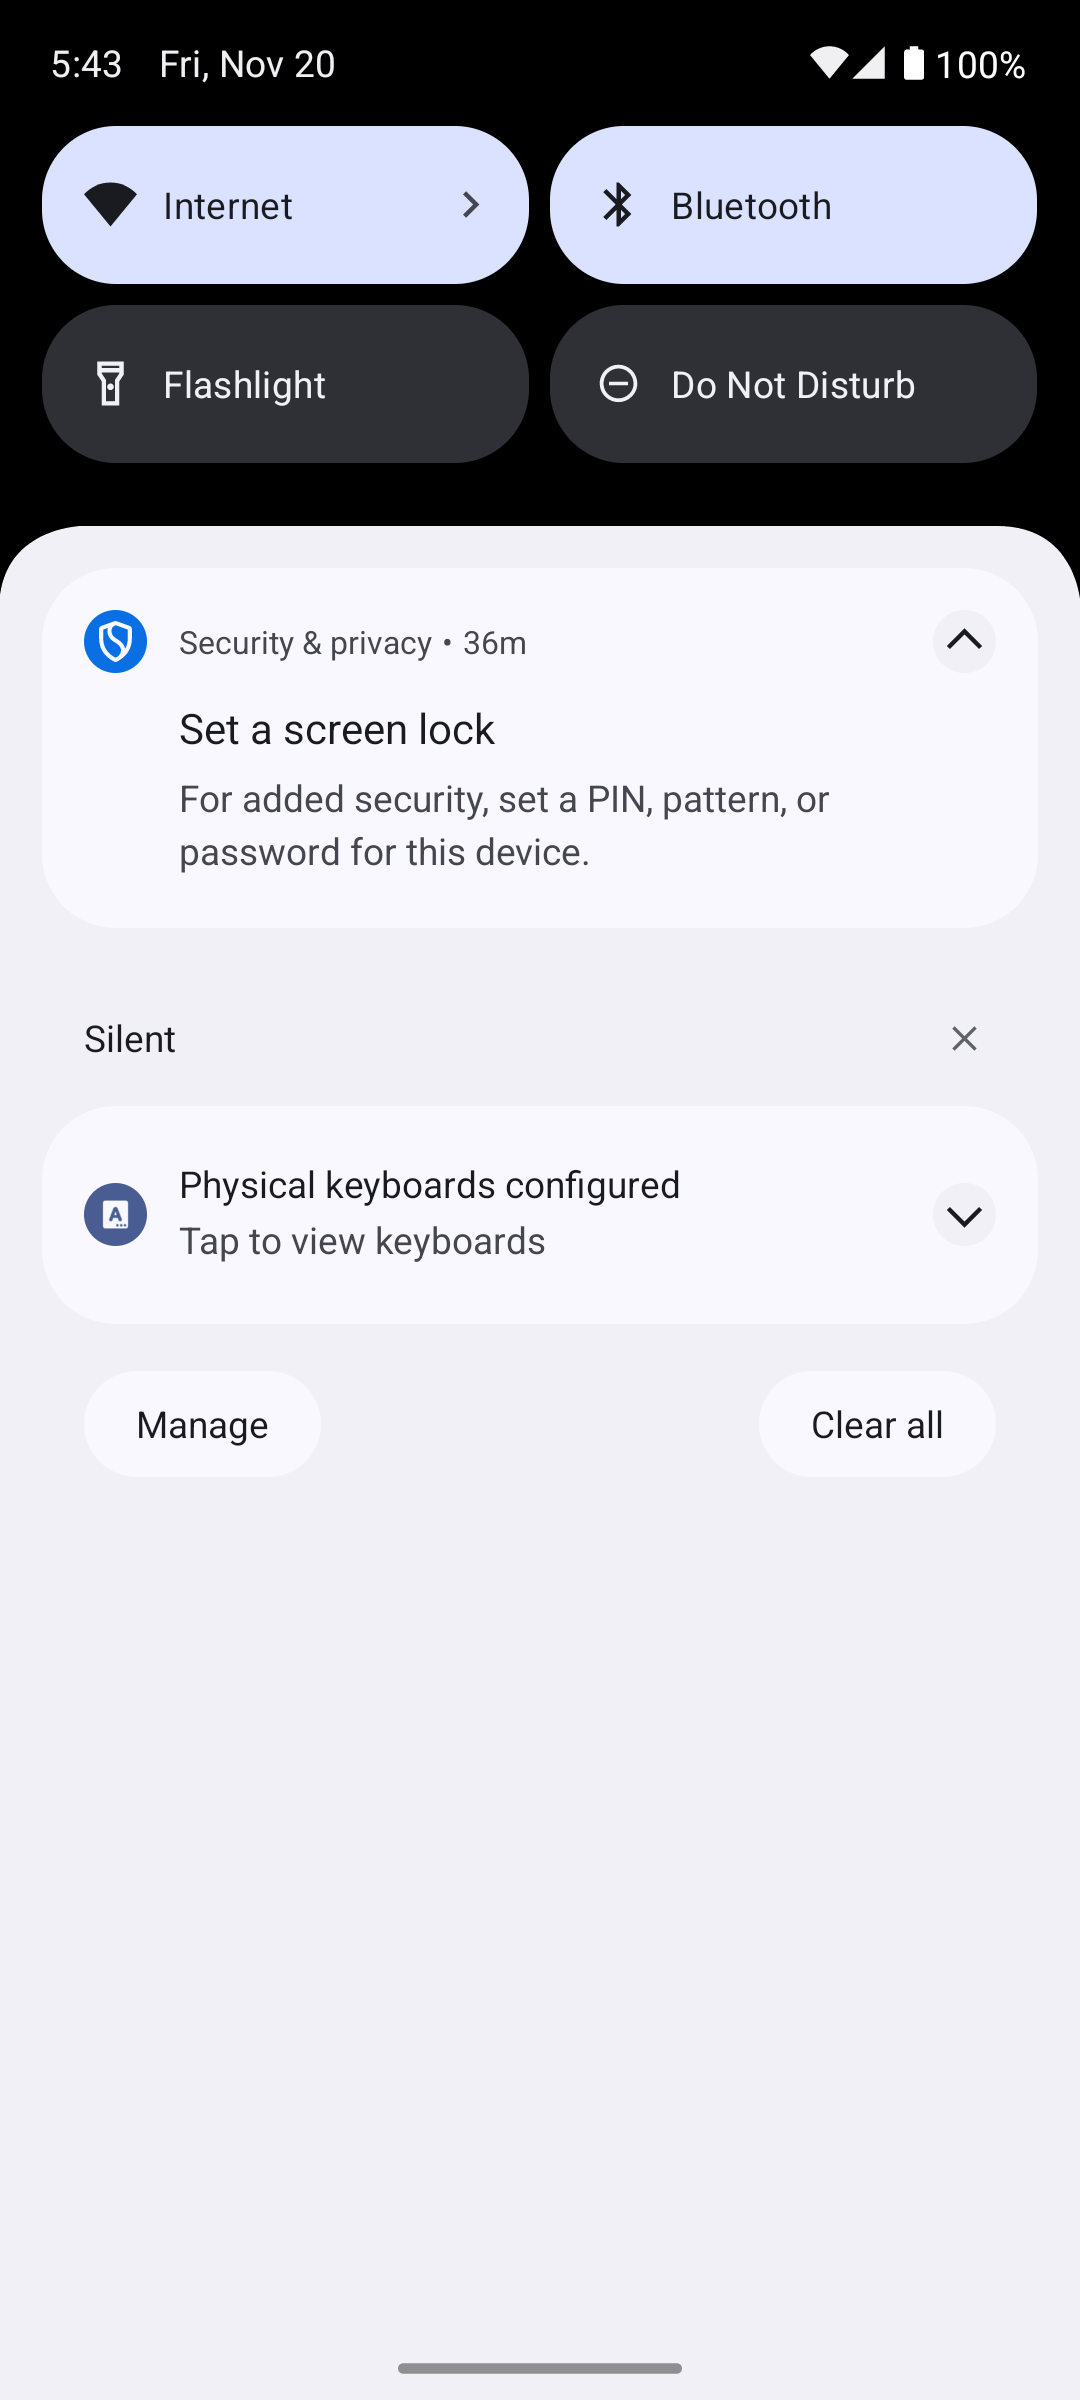 5:43 Fri, Nov 20 100%
Internet
Bluetooth
Flashlight
Do Not Disturb
Security & privacy • 36m
Set a screen lock
For added security, set a PIN, pattern, or
password for this device.
Silent
Physical keyboards configured
Tap to view keyboards
Manage
Clear all